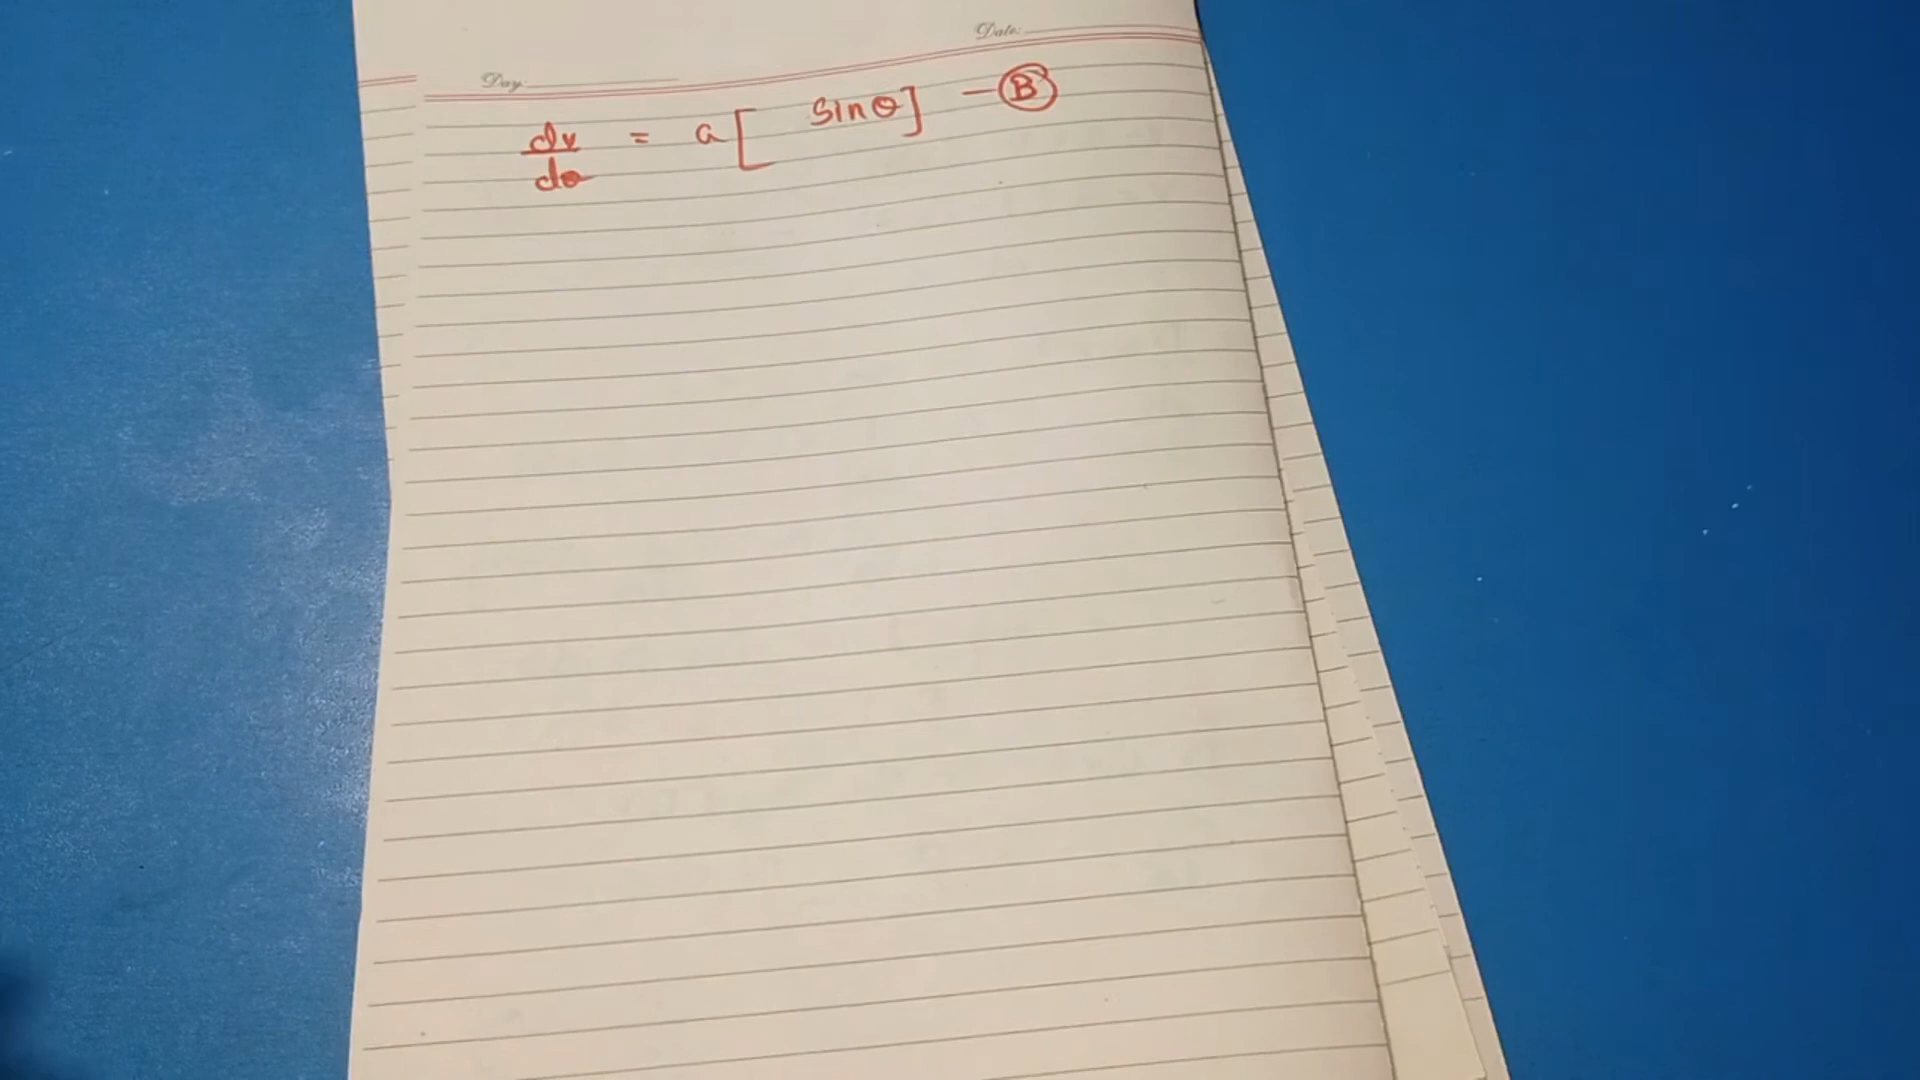 Date:
Day:
dy/dθ = a[ sinθ] - B